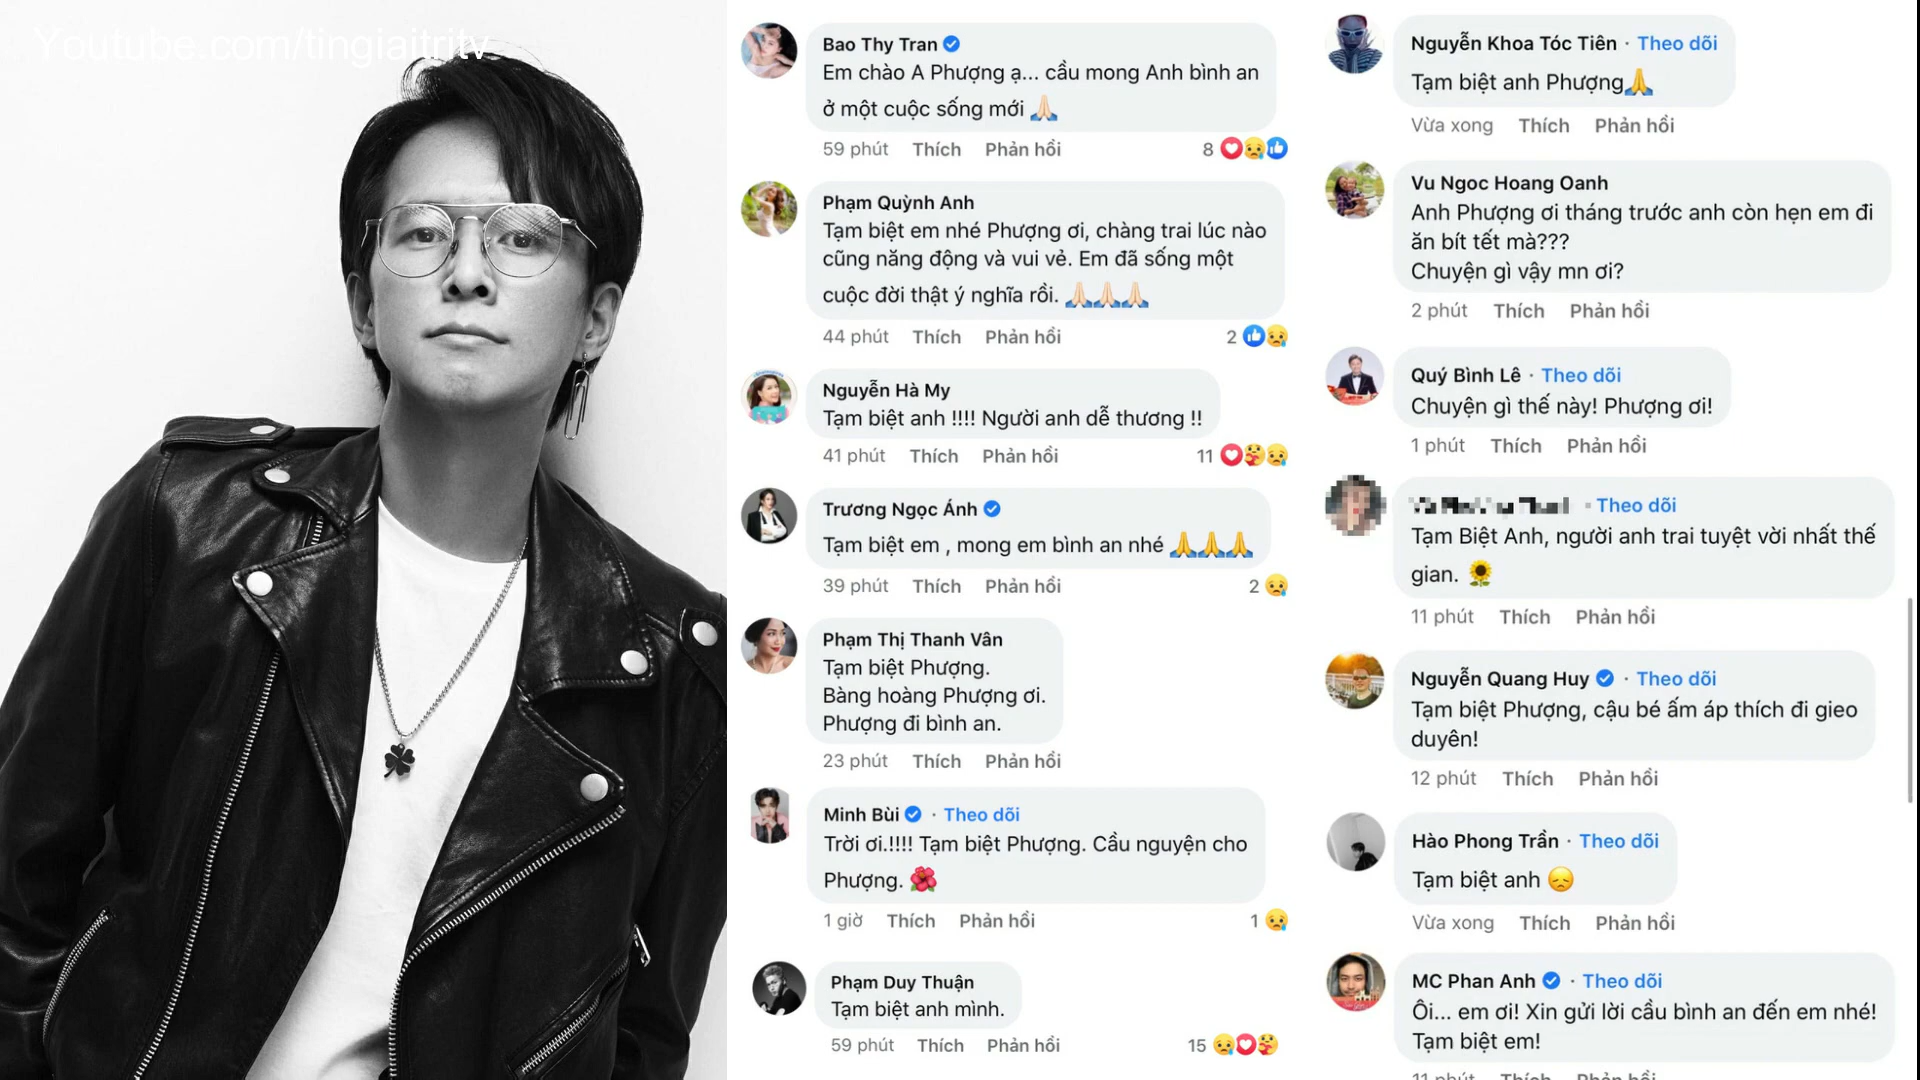 Youtube.com/tingiaitritv
Bao Thy Tran
Em chào A Phượng ạ... cầu mong Anh bình an
ở một cuộc sống mới 🙏🏻
59 phút Thích Phản hồi 8
Phạm Quỳnh Anh
Tạm biệt em nhé Phượng ơi, chàng trai lúc nào
cũng năng động và vui vẻ. Em đã sống một
cuộc đời thật ý nghĩa rồi. 🙏🏻🙏🏻🙏🏻
44 phút Thích Phản hồi 2
Nguyễn Hà My
Tạm biệt anh !!!! Người anh dễ thương !!
41 phút Thích Phản hồi 11
Trương Ngọc Ánh
Tạm biệt em , mong em bình an nhé 🙏🙏🙏
39 phút Thích Phản hồi 2
Phạm Thị Thanh Vân
Tạm biệt Phượng.
Bàng hoàng Phượng ơi.
Phượng đi bình an.
23 phút Thích Phản hồi
Minh Bùi · Theo dõi
Trời ơi.!!!! Tạm biệt Phượng. Cầu nguyện cho
Phượng. 🌺
1 giờ Thích Phản hồi 1
Phạm Duy Thuận
Tạm biệt anh mình.
59 phút Thích Phản hồi 15
Nguyễn Khoa Tóc Tiên · Theo dõi
Tạm biệt anh Phượng🙏
Vừa xong Thích Phản hồi
Vu Ngoc Hoang Oanh
Anh Phượng ơi tháng trước anh còn hẹn em đi
ăn bít tết mà???
Chuyện gì vậy mn ơi?
2 phút Thích Phản hồi
Quý Bình Lê · Theo dõi
Chuyện gì thế này! Phượng ơi!
1 phút Thích Phản hồi
· Theo dõi
Tạm Biệt Anh, người anh trai tuyệt vời nhất thế
gian. 🌻
11 phút Thích Phản hồi
Nguyễn Quang Huy · Theo dõi
Tạm biệt Phượng, cậu bé ấm áp thích đi gieo
duyên!
12 phút Thích Phản hồi
Hào Phong Trần · Theo dõi
Tạm biệt anh 😞
Vừa xong Thích Phản hồi
MC Phan Anh · Theo dõi
Ôi... em ơi! Xin gửi lời cầu bình an đến em nhé!
Tạm biệt em!
11 phút Thích Phản hồi